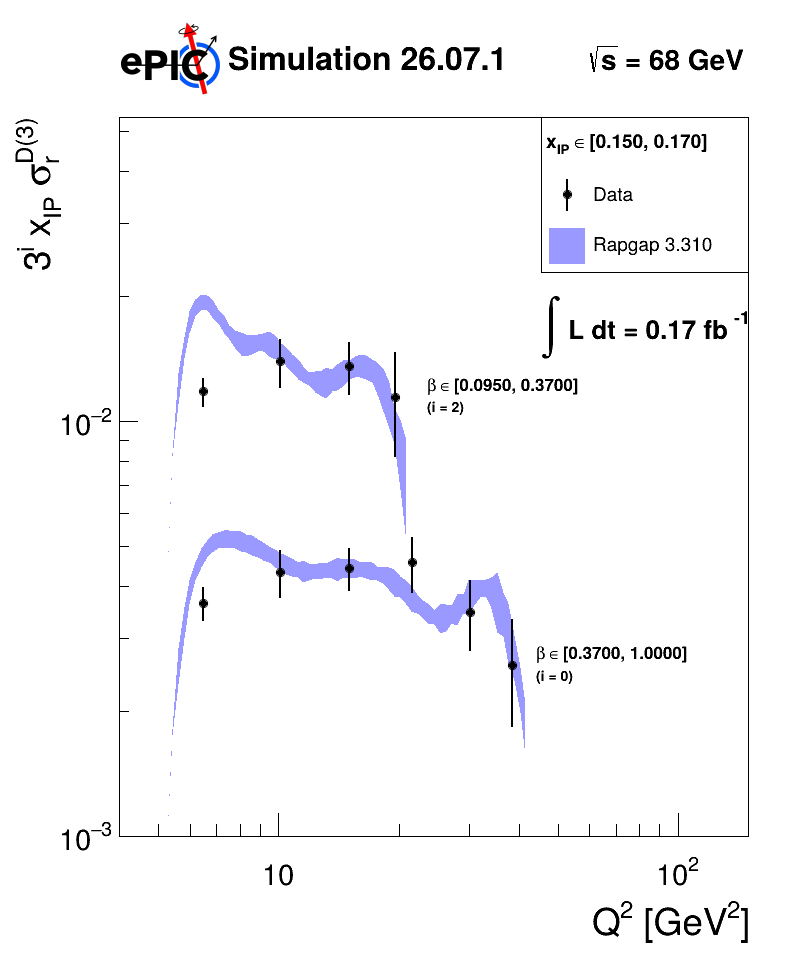 ePIC Simulation 26.07.1
√s = 68 GeV
3^i x_IP σ_r^D(3)
x_IP ∈ [0.150, 0.170]
Data
Rapgap 3.310
∫ L dt = 0.17 fb^-1
β ∈ [0.0950, 0.3700]
(i = 2)
10^−2
β ∈ [0.3700, 1.0000]
(i = 0)
10^−3
10
10^2
Q^2 [GeV^2]